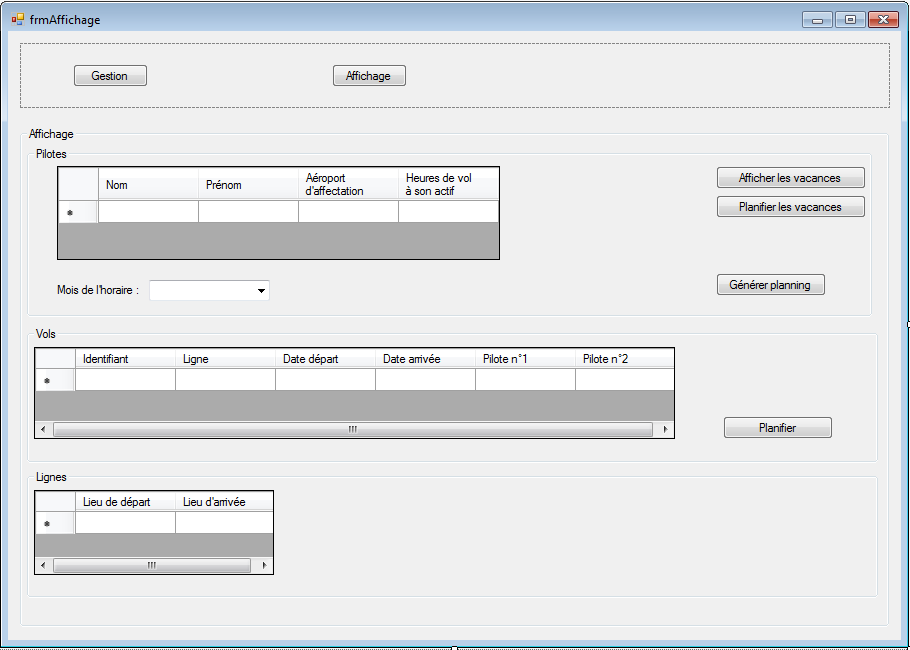 frmAffichage
Gestion
Affichage
Affichage
Pilotes
Nom
Prénom
Aéroport
d'affectation
Heures de vol
à son actif
Afficher les vacances
Planifier les vacances
Mois de l'horaire :
Générer planning
Vols
Identifiant
Ligne
Date départ
Date arrivée
Pilote n°1
Pilote n°2
Planifier
Lignes
Lieu de départ
Lieu d'arrivée